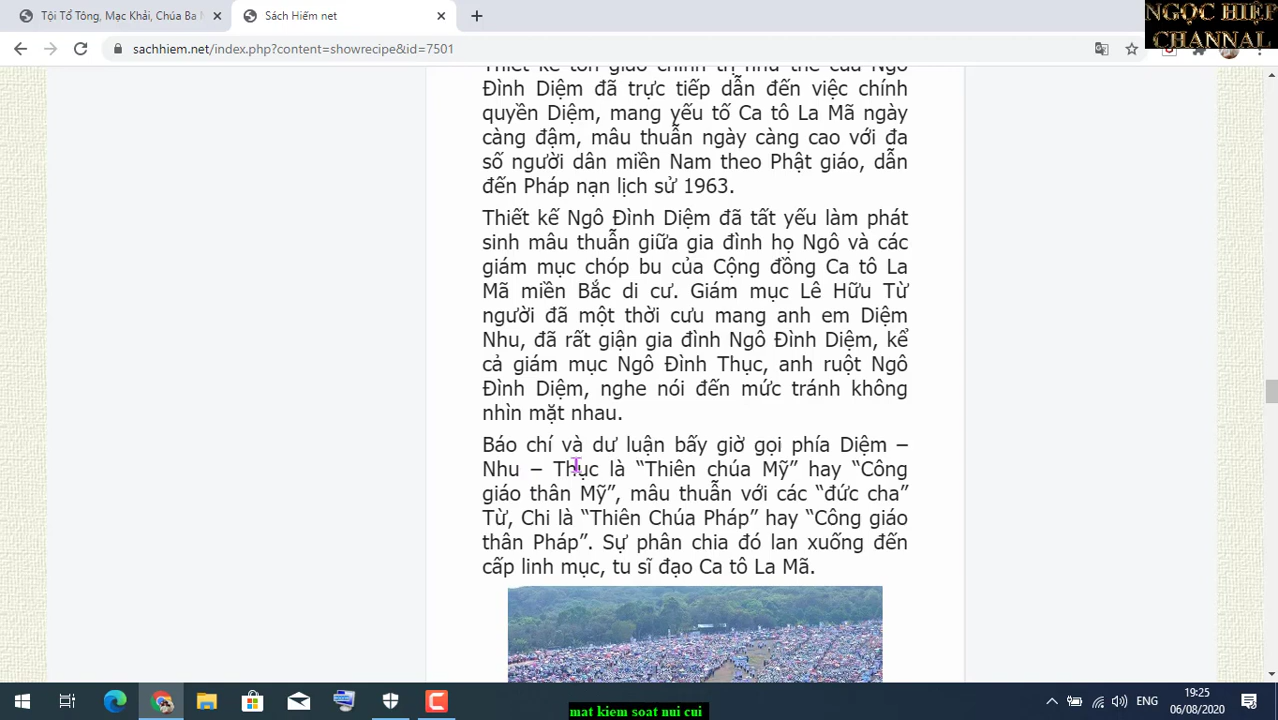 Tội Tổ Tông, Mạc Khải, Chúa Ba
Sách Hiếm net
NGỌC HIỆP
CHANNAL
sachhiem.net/index.php?content=showrecipe&id=7501
Thiết kế tôn giáo chính trị như thế của Ngô
Đình Diệm đã trực tiếp dẫn đến việc chính
quyền Diệm, mang yếu tố Ca tô La Mã ngày
càng đậm, mâu thuẫn ngày càng cao với đa
số người dân miền Nam theo Phật giáo, dẫn
đến Pháp nạn lịch sử 1963.
Thiết kế Ngô Đình Diệm đã tất yếu làm phát
sinh mâu thuẫn giữa gia đình họ Ngô và các
giám mục chóp bu của Cộng đồng Ca tô La
Mã miền Bắc di cư. Giám mục Lê Hữu Từ
người đã một thời cưu mang anh em Diệm
Nhu, đã rất giận gia đình Ngô Đình Diệm, kể
cả giám mục Ngô Đình Thục, anh ruột Ngô
Đình Diệm, nghe nói đến mức tránh không
nhìn mặt nhau.
Báo chí và dư luận bấy giờ gọi phía Diệm –
Nhu – Thục là “Thiên chúa Mỹ” hay “Công
giáo thân Mỹ”, mâu thuẫn với các “đức cha”
Từ, Chi là “Thiên Chúa Pháp” hay “Công giáo
thân Pháp”. Sự phân chia đó lan xuống đến
cấp linh mục, tu sĩ đạo Ca tô La Mã.
ENG
19:25
06/08/2020
mat kiem soat nui cui